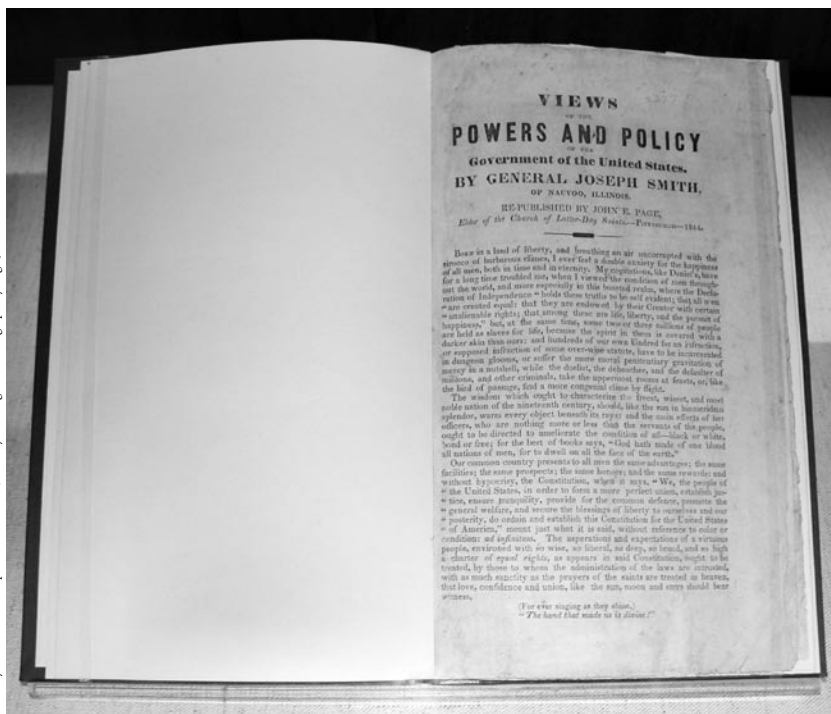 VIEWS
OF THE
POWERS AND POLICY
OF THE
Government of the United States.
BY GENERAL JOSEPH SMITH,
OF NAUVOO, ILLINOIS.
RE-PUBLISHED BY JOHN E. PAGE,
Elder of the Church of Latter-Day Saints.—Pittsburgh—1844.
Born in a land of liberty, and breathing an air uncorrupted with the
sirocco of barbarous climes, I ever feel a double anxiety for the happiness
of all men, both in time and in eternity. My cogitations, like Daniel's, have
for a long time troubled me, when I viewed the condition of men through-
out the world, and more especially in this boasted realm, where the Decla-
ration of Independence "holds these truths to be self evident; that all men
"are created equal: that they are endowed by their Creator with certain
"unalienable rights; that among these are life, liberty, and the pursuit of
happiness," but, at the same time, some two or three millions of people
are held as slaves for life, because the spirit in them is covered with a
darker skin than ours: and hundreds of our own kindred for an infraction,
or supposed infraction of some over-wise statute, have to be incarcerated
in dungeon glooms, or suffer the more moral penitentiary gravitation of
mercy in a nutshell, while the duelist, the debauchee, and the defaulter of
millions, and other criminals, take the uppermost rooms at feasts, or, like
the bird of passage, find a more congenial clime by flight.
The wisdom which ought to characterize the freest, wisest, and most
noble nation of the nineteenth century, should, like the sun in his meridian
splendor, warm every object beneath its rays: and the main efforts of her
officers, who are nothing more or less than the servants of the people,
ought to be directed to ameliorate the condition of all—black or white,
bond or free; for the best of books says, "God hath made of one blood
all nations of men, for to dwell on all the face of the earth."
Our common country presents to all men the same advantages; the same
facilities; the same prospects; the same honors; and the same rewards: and
without hypocrisy, the Constitution, when it says, "We, the people of
"the United States, in order to form a more perfect union, establish jus-
"tice, ensure tranquility, provide for the common defence, promote the
"general welfare, and secure the blessings of liberty to ourselves and our
"posterity, do ordain and establish this Constitution for the United States
"of America," meant just what it is said, without reference to color or
condition: ad infinitum. The asperations and expectations of a virtuous
people, environed with so wise, so liberal, so deep, so broad, and so high
a charter of equal rights, as appears in said Constitution, ought to be
treated, by those to whom the administration of the laws are intrusted,
with as much sanctity as the prayers of the saints are treated in heaven,
that love, confidence and union, like the sun, moon and stars should bear
witness,
(For ever singing as they shine,)
"The hand that made us is divine!"